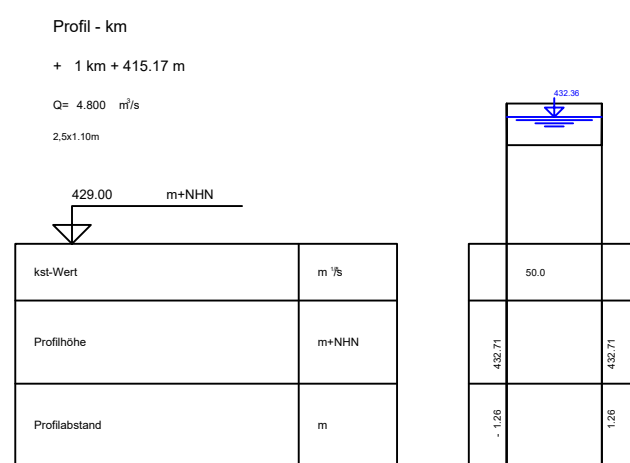 Profil - km
+ 1 km + 415.17 m
Q= 4.800 m³/s
2,5x1.10m
432.36
429.00 m+NHN
kst-Wert m ⅓/s 50.0
Profilhöhe m+NHN 432.71 432.71
Profilabstand m - 1.26 1.26